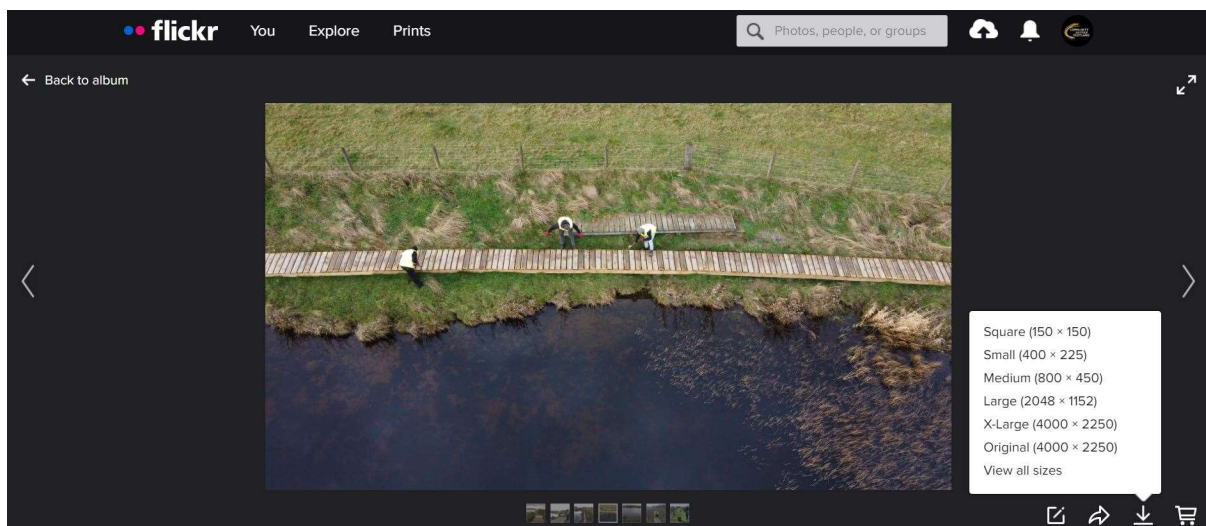 flickr You Explore Prints Photos, people, or groups
Back to album
Square (150 × 150)
Small (400 × 225)
Medium (800 × 450)
Large (2048 × 1152)
X-Large (4000 × 2250)
Original (4000 × 2250)
View all sizes